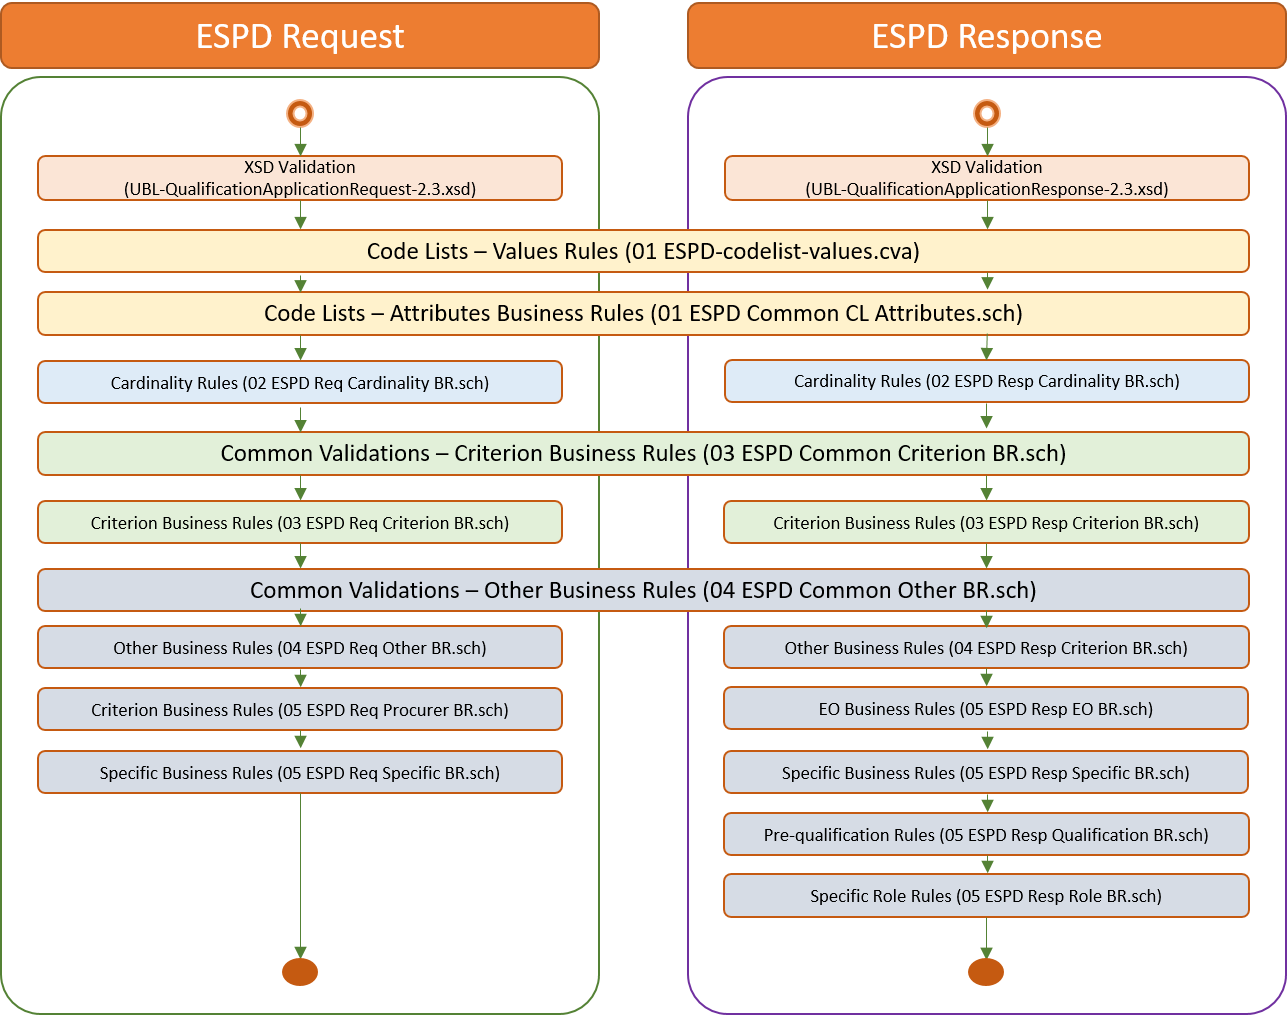 ESPD Request
ESPD Response
XSD Validation
(UBL-QualificationApplicationRequest-2.3.xsd)
XSD Validation
(UBL-QualificationApplicationResponse-2.3.xsd)
Code Lists – Values Rules (01 ESPD-codelist-values.cva)
Code Lists – Attributes Business Rules (01 ESPD Common CL Attributes.sch)
Cardinality Rules (02 ESPD Req Cardinality BR.sch)
Cardinality Rules (02 ESPD Resp Cardinality BR.sch)
Common Validations – Criterion Business Rules (03 ESPD Common Criterion BR.sch)
Criterion Business Rules (03 ESPD Req Criterion BR.sch)
Criterion Business Rules (03 ESPD Resp Criterion BR.sch)
Common Validations – Other Business Rules (04 ESPD Common Other BR.sch)
Other Business Rules (04 ESPD Req Other BR.sch)
Other Business Rules (04 ESPD Resp Criterion BR.sch)
Criterion Business Rules (05 ESPD Req Procurer BR.sch)
EO Business Rules (05 ESPD Resp EO BR.sch)
Specific Business Rules (05 ESPD Req Specific BR.sch)
Specific Business Rules (05 ESPD Resp Specific BR.sch)
Pre-qualification Rules (05 ESPD Resp Qualification BR.sch)
Specific Role Rules (05 ESPD Resp Role BR.sch)